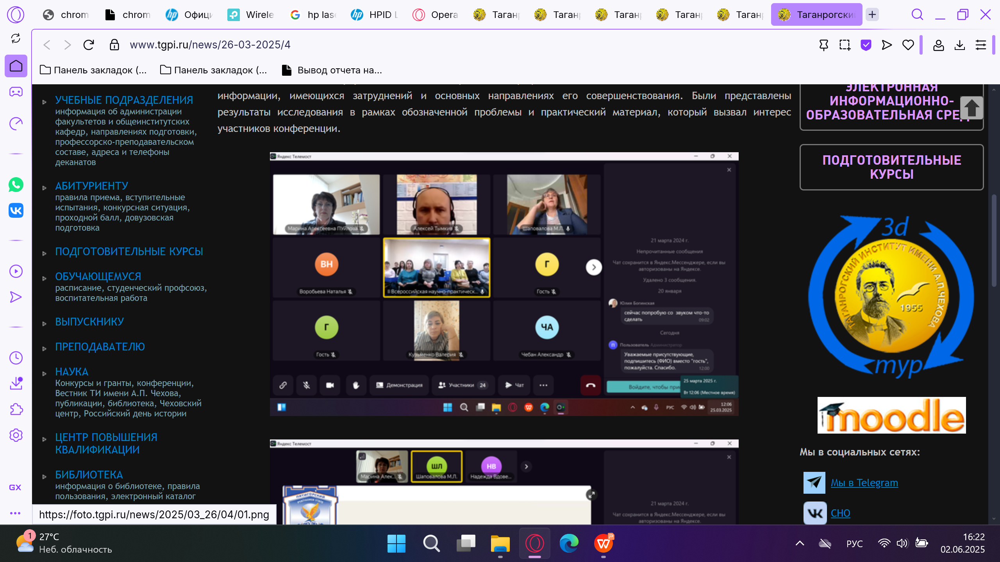 chrom
chrom
Офици
Wirele
hp las
HPID L
Opera
Таган
Таган
Таган
Таган
Таган
Таганрогски
www.tgpi.ru/news/26-03-2025/4
Панель закладок (...
Панель закладок (...
Вывод отчета на...
УЧЕБНЫЕ ПОДРАЗДЕЛЕНИЯ
информация об администрации
факультетов и общеинститутских
кафедр, направлениях подготовки,
профессорско-преподавательском
составе, адреса и телефоны
деканатов
АБИТУРИЕНТУ
правила приема, вступительные
испытания, конкурсная ситуация,
проходной балл, довузовская
подготовка
ПОДГОТОВИТЕЛЬНЫЕ КУРСЫ
ОБУЧАЮЩЕМУСЯ
расписание, студенческий профсоюз,
воспитательная работа
ВЫПУСКНИКУ
ПРЕПОДАВАТЕЛЮ
НАУКА
Конкурсы и гранты, конференции,
Вестник ТИ имени А.П. Чехова,
публикации, библиотека, Чеховский
центр, Российский день истории
ЦЕНТР ПОВЫШЕНИЯ
КВАЛИФИКАЦИИ
БИБЛИОТЕКА
информация о библиотеке, правила
пользования, электронный каталог
https://foto.tgpi.ru/news/2025/03_26/04/01.png
информации, имеющихся затруднений и основных направлениях его совершенствования. Были представлены
результаты исследования в рамках обозначенной проблемы и практический материал, который вызвал интерес
участников конференции.
Яндекс Телемост
Марина Алексеевна ПУйлова
Алексей Тымкив
Шаповалова М.Л.
ВН
Воробьева Наталья
II Всероссийская научно-практическ...
Г
Гость
Г
Гость
Кузьменко Валерия
ЧА
Чебан Александр
Демонстрация
Участники 24
Чат
21 марта 2024 г.
Непрочитанные сообщения
Чат сохранится в Яндекс.Мессенджере, если вы
авторизованы на Яндексе.
Удалено 3 сообщения.
20 января
Юлия Богинская
сейчас попробую со звуком что-то
сделать
09:02
Сегодня
П
Пользователь Администратор
Уважаемые присутствующие,
подпишитесь (ФИО) вместо "гость",
пожалуйста. Спасибо.
12:00
Войдите, чтобы при
25 марта 2025 г.
Вт 12:06 (Местное время)
РУС
12:06
25.03.2025
Яндекс Телемост
Марина Алек...
ШЛ
Шаповалова М.Л.
НВ
Надежда Вдове...
ПЯТИГОРСКИЙ
21 марта 2024 г.
Чат сохранится в Яндекс.Мессенджере, если вы
авторизованы на Яндексе.
ЭЛЕКТРОННАЯ
ИНФОРМАЦИОННО-
ОБРАЗОВАТЕЛЬНАЯ СРЕД
ПОДГОТОВИТЕЛЬНЫЕ
КУРСЫ
3d
ТАГАНРОГСКИЙ ИНСТИТУТ ИМЕНИ А.П.ЧЕХОВА
1955
тур
moodle
Мы в социальных сетях:
Мы в Telegram
СНО
GX
1
27°C
Неб. облачность
РУС
16:22
02.06.2025